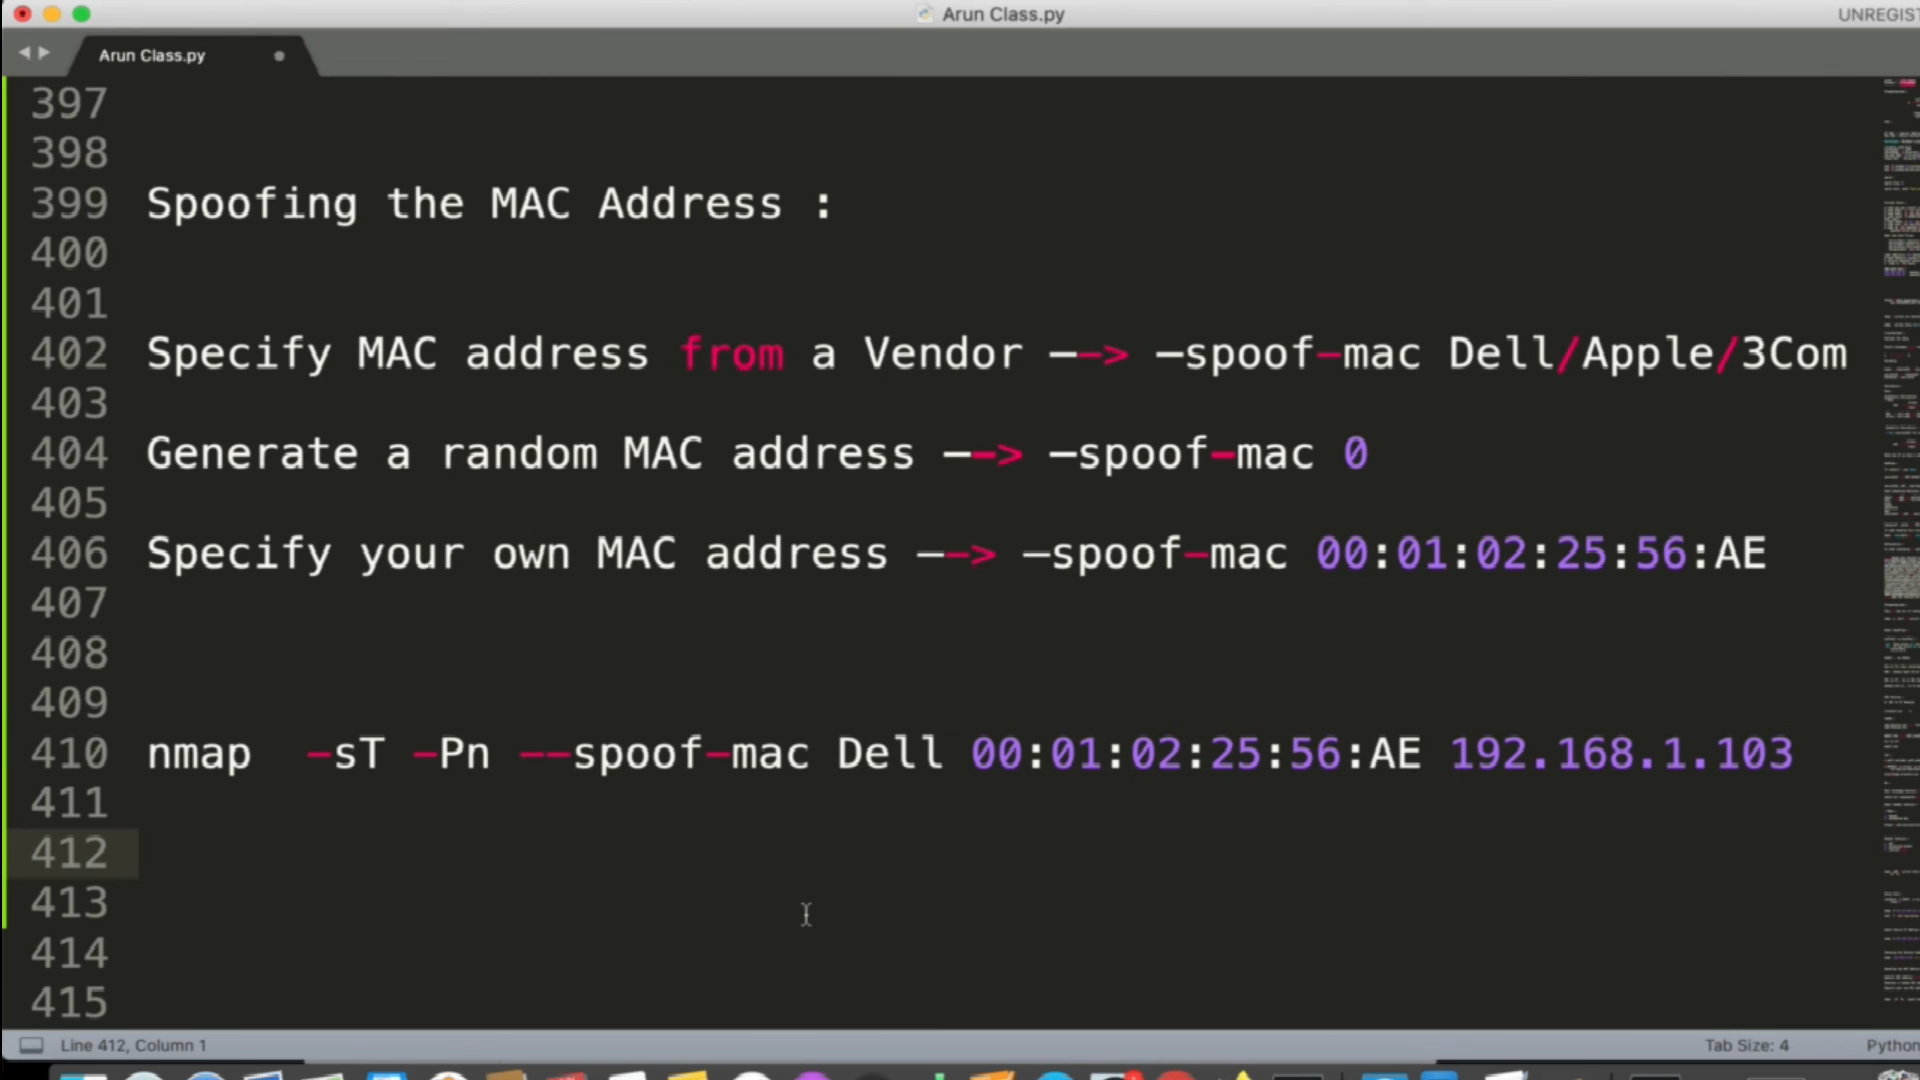 Arun Class.py
UNREGIST
Arun Class.py
397
398
399 Spoofing the MAC Address :
400
401
402 Specify MAC address from a Vendor —–> —spoof-mac Dell/Apple/3Com
403
404 Generate a random MAC address —–> —spoof-mac 0
405
406 Specify your own MAC address —–> —spoof-mac 00:01:02:25:56:AE
407
408
409
410 nmap  -sT -Pn --spoof-mac Dell 00:01:02:25:56:AE 192.168.1.103
411
412
413
414
415
Line 412, Column 1
Tab Size: 4
Python